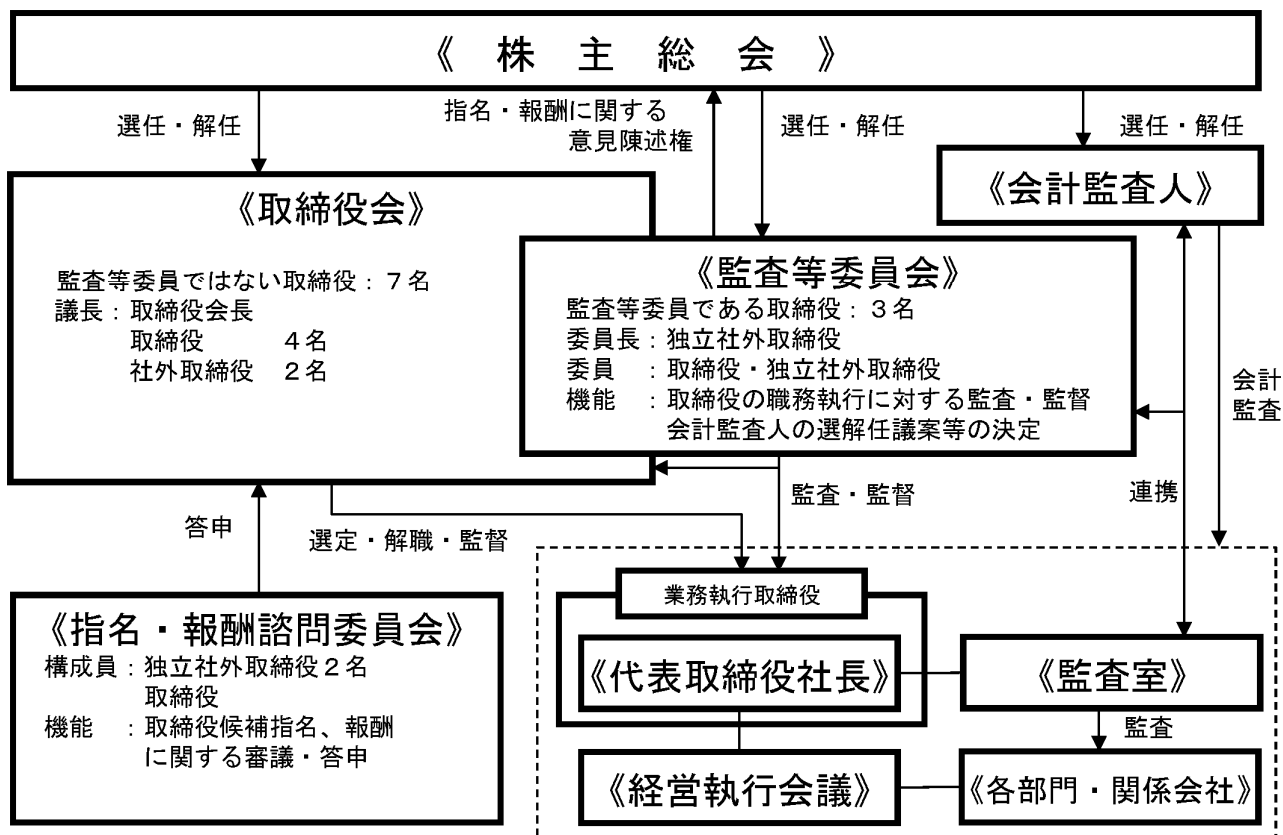 《 株 主 総 会 》
選任・解任
指名・報酬に関する
意見陳述権
選任・解任
選任・解任
《会計監査人》
《取締役会》
監査等委員ではない取締役：７名
議長：取締役会長
取締役　　　４名
社外取締役　２名
《監査等委員会》
監査等委員である取締役：３名
委員長：独立社外取締役
委員　：取締役・独立社外取締役
機能　：取締役の職務執行に対する監査・監督
会計監査人の選解任議案等の決定
会計
監査
監査・監督
連携
答申
選定・解職・監督
業務執行取締役
《指名・報酬諮問委員会》
構成員：独立社外取締役２名
取締役
機能　：取締役候補指名、報酬
に関する審議・答申
《代表取締役社長》
《監査室》
監査
《経営執行会議》
《各部門・関係会社》